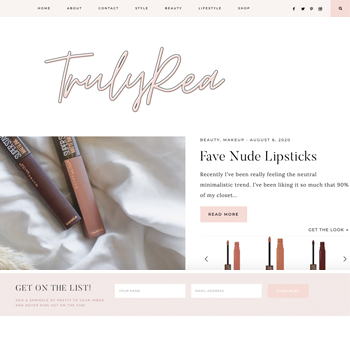 HOME ABOUT CONTACT STYLE BEAUTY LIFESTYLE SHOP
TrulyRea
BEAUTY, MAKEUP · AUGUST 6, 2020
Fave Nude Lipsticks
Recently I've been really feeling the neutral
minimalistic trend. I've been liking it so much that 90%
of my closet...
READ MORE
GET THE LOOK +
GET ON THE LIST!
YOUR NAME
EMAIL ADDRESS